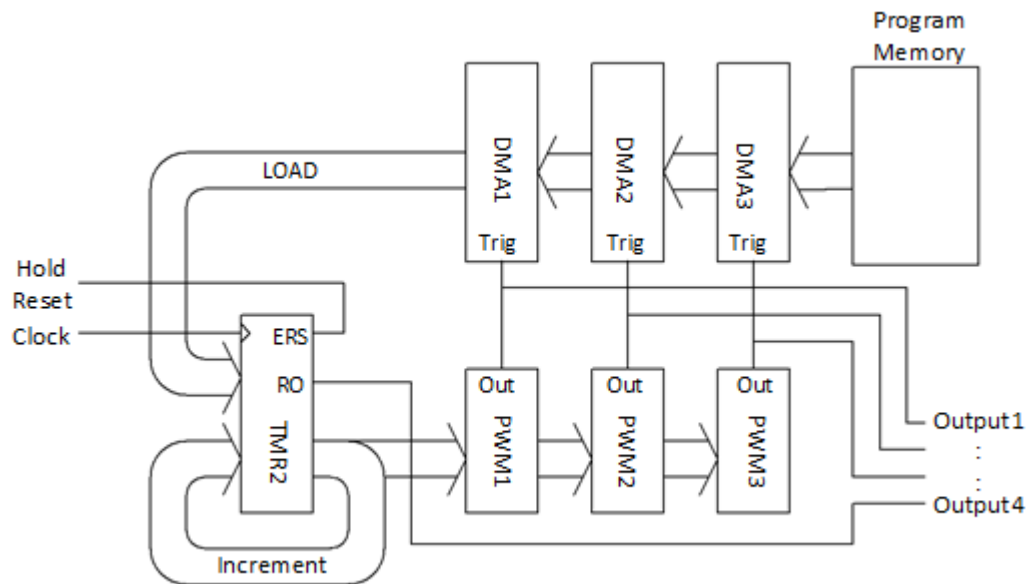 Program
Memory
DMA1
DMA2
DMA3
LOAD
Trig
Trig
Trig
Hold
Reset
Clock
ERS
RO
TMR2
Out
Out
Out
PWM1
PWM2
PWM3
Output1
:
:
Output4
Increment